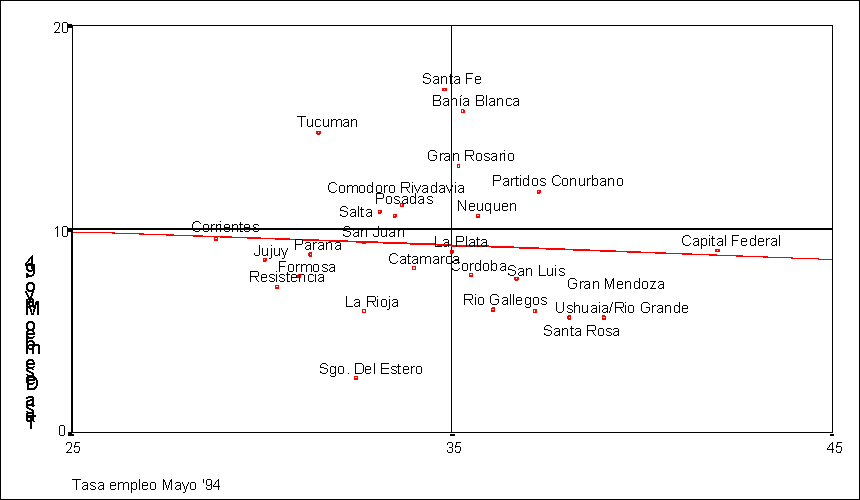 20
Santa Fe
Bahía Blanca
Tucuman
Gran Rosario
Partidos Conurbano
Comodoro Rivadavia
Posadas
Salta
Neuquen
10
Corrientes
San Juan
Parana
La Plata
Capital Federal
Jujuy
Catamarca
Formosa
Cordoba
San Luis
Resistencia
Gran Mendoza
La Rioja
Rio Gallegos
Ushuaia/Rio Grande
Santa Rosa
Sgo. Del Estero
0
25
35
45
Tasa empleo Mayo '94